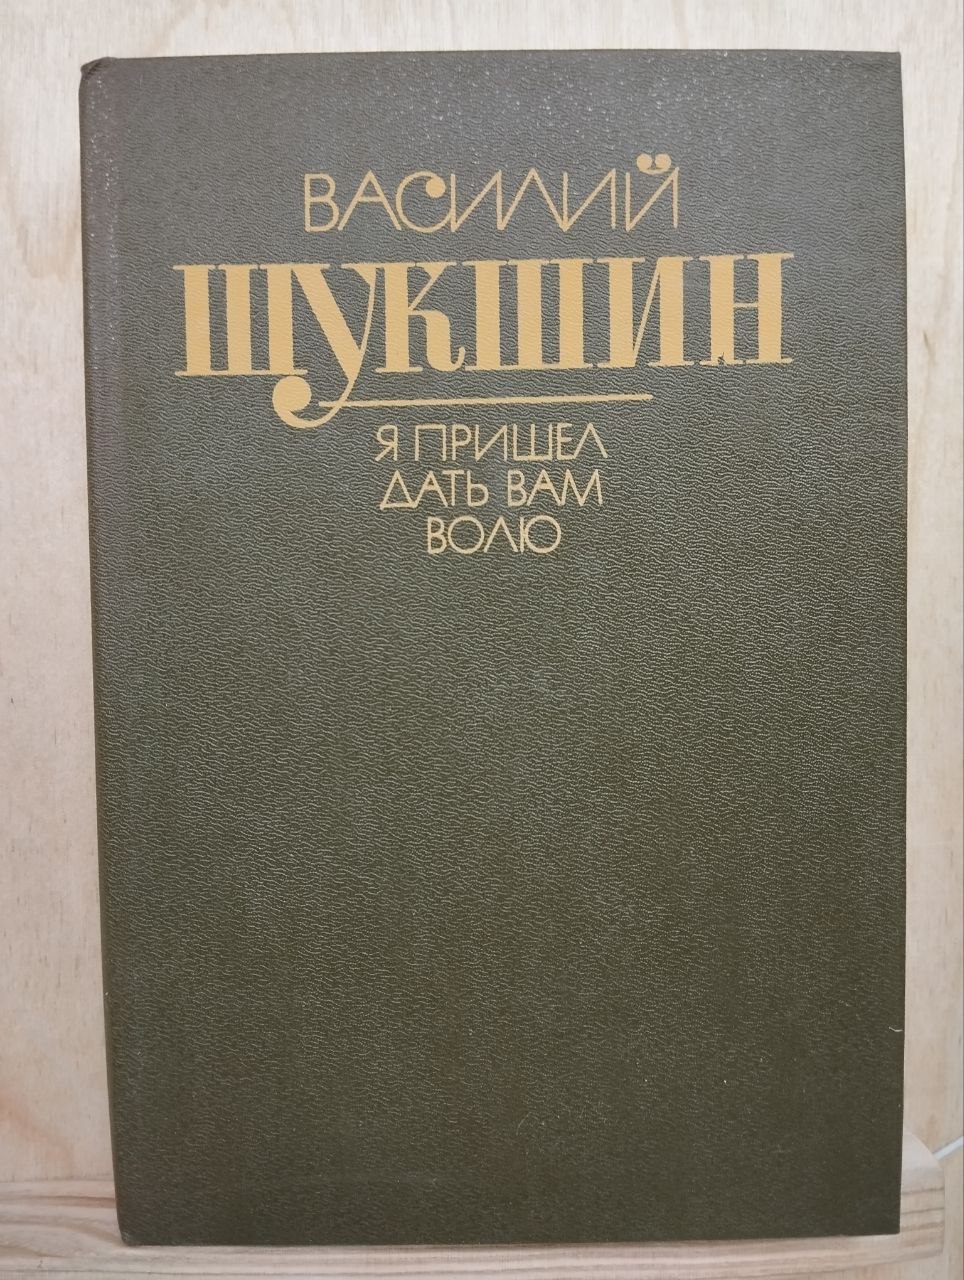 ВАСИЛИЙ
ШУКШИН
Я ПРИШЕЛ
ДАТЬ ВАМ
ВОЛЮ